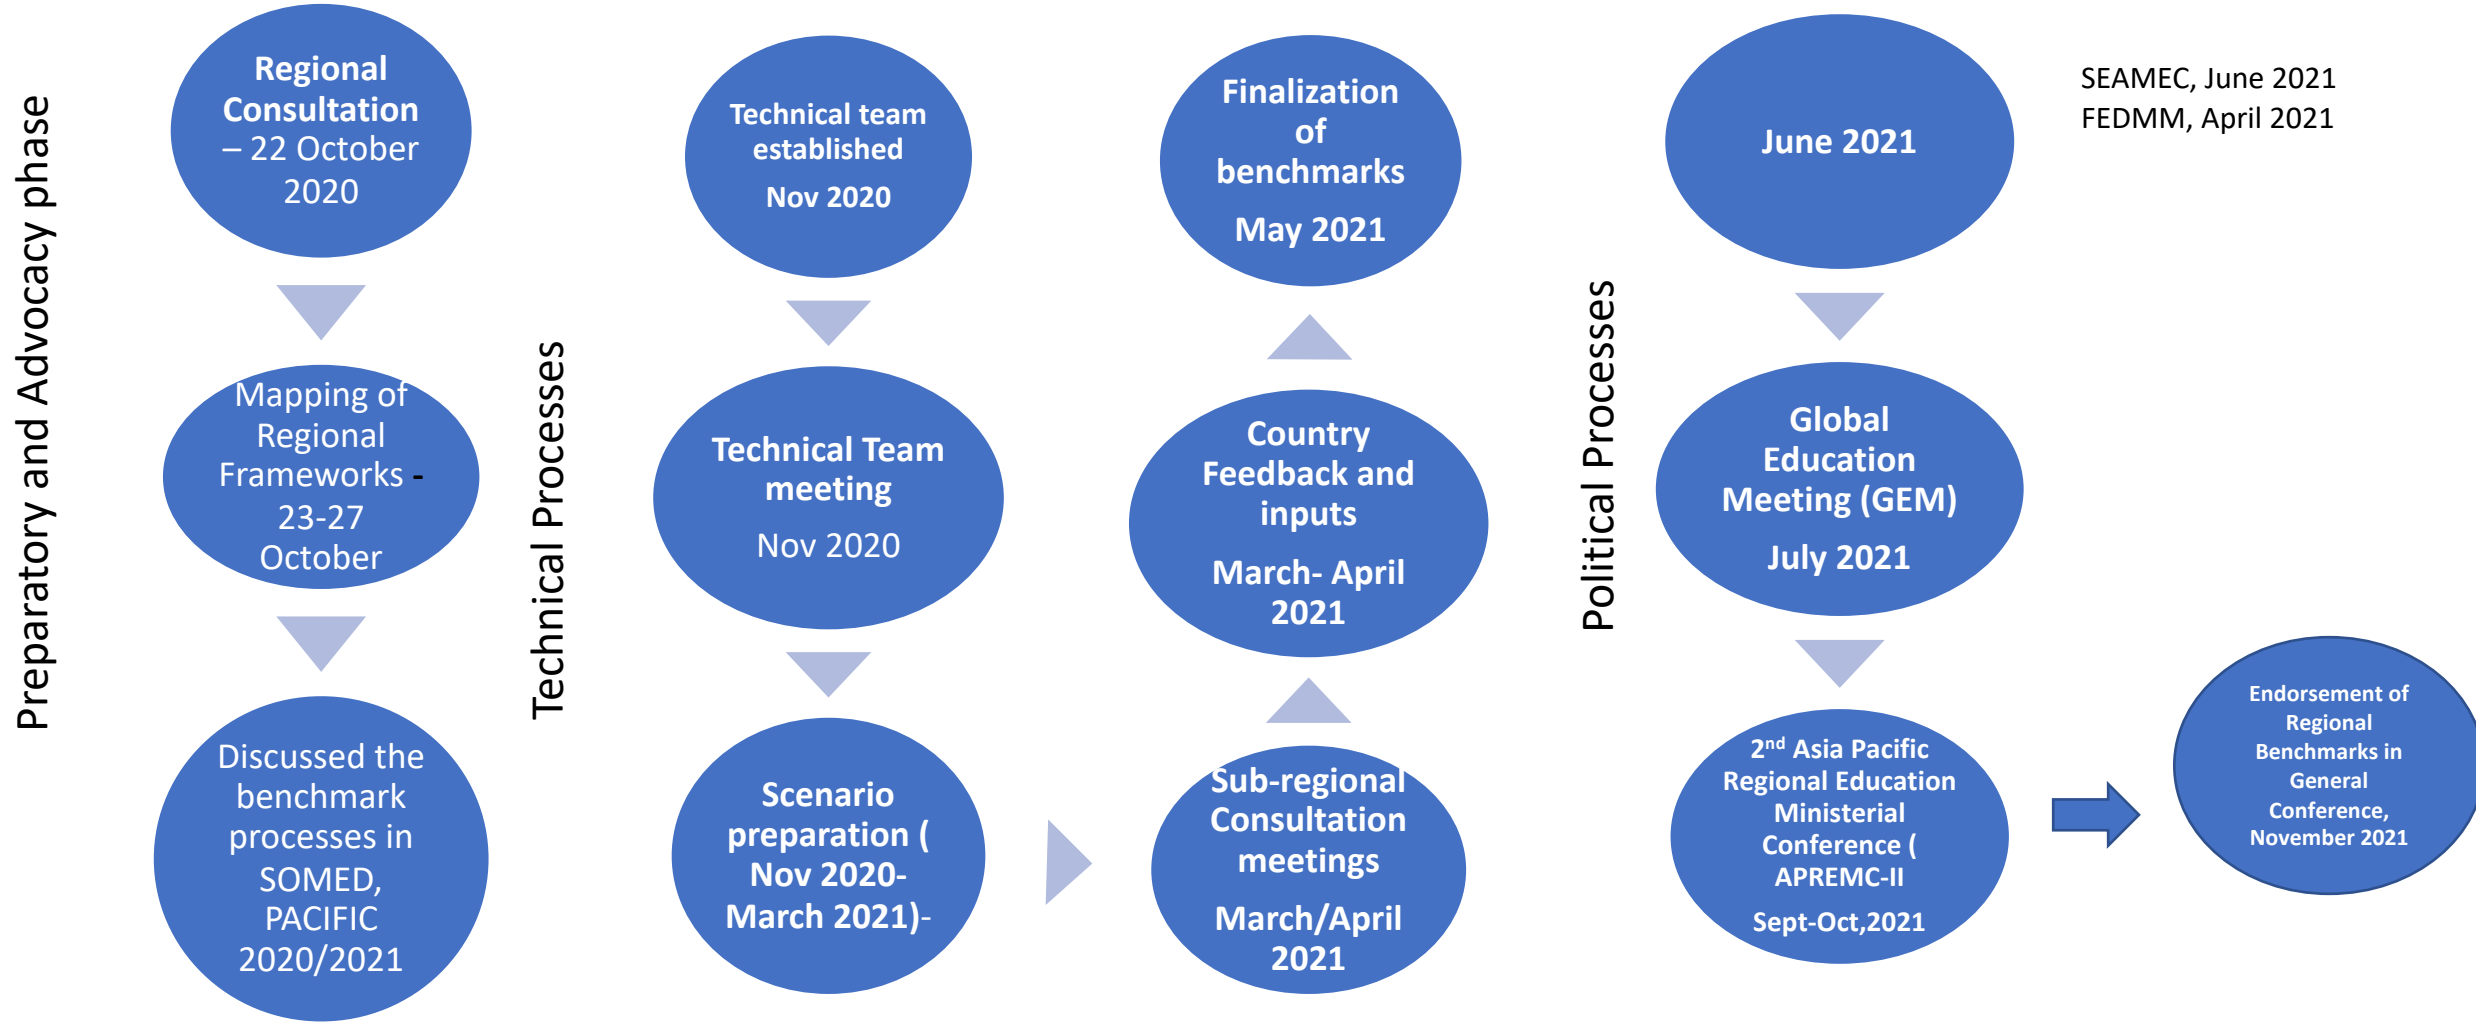 Preparatory and Advocacy phase
Regional
Consultation
– 22 October
2020
Mapping of
Regional
Frameworks -
23-27
October
Discussed the
benchmark
processes in
SOMED,
PACIFIC
2020/2021
Technical Processes
Technical team
established
Nov 2020
Technical Team
meeting
Nov 2020
Scenario
preparation (
Nov 2020-
March 2021)-
Sub-regional
Consultation
meetings
March/April
2021
Country
Feedback and
inputs
March- April
2021
Finalization
of
benchmarks
May 2021
Political Processes
June 2021
SEAMEC, June 2021
FEDMM, April 2021
Global
Education
Meeting (GEM)
July 2021
2nd Asia Pacific
Regional Education
Ministerial
Conference (
APREMC-II
Sept-Oct,2021
Endorsement of
Regional
Benchmarks in
General
Conference,
November 2021